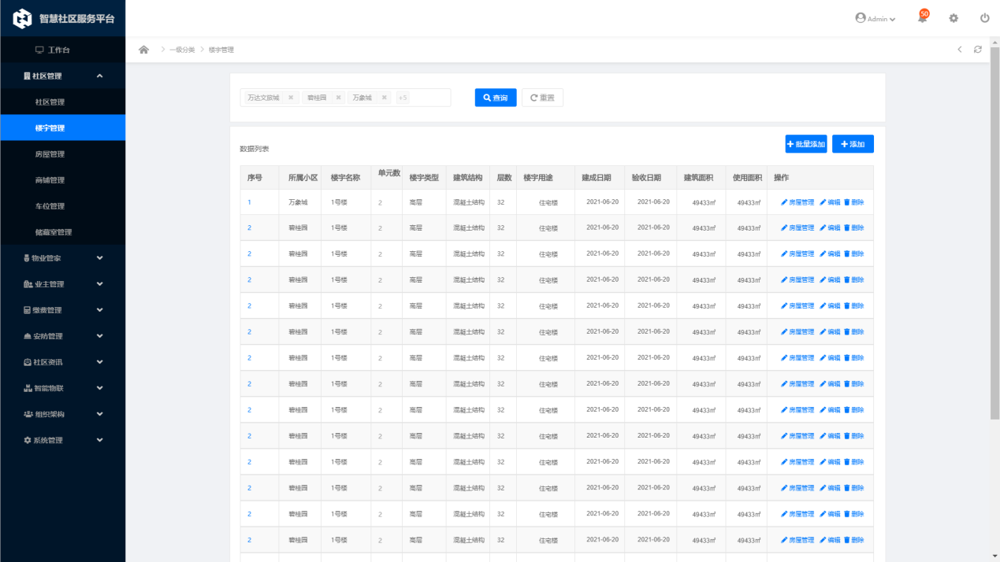 智慧社区服务平台
Admin
50
工作台
一级分类
楼宇管理
社区管理
社区管理
楼宇管理
房屋管理
商铺管理
车位管理
储藏室管理
物业管家
业主管理
缴费管理
安防管理
社区资讯
智能物联
组织架构
系统管理
万达文旅城 碧桂园 万象城 +5 查询 重置
数据列表 批量添加 添加
序号 所属小区 楼宇名称 单元数 楼宇类型 建筑结构 层数 楼宇用途 建成日期 验收日期 建筑面积 使用面积 操作
1 万象城 1号楼 2 高层 混凝土结构 32 住宅楼 2021-06-20 2021-06-20 49433㎡ 49433㎡ 房屋管理 编辑 删除
2 碧桂园 1号楼 2 高层 混凝土结构 32 住宅楼 2021-06-20 2021-06-20 49433㎡ 49433㎡ 房屋管理 编辑 删除
2 碧桂园 1号楼 2 高层 混凝土结构 32 住宅楼 2021-06-20 2021-06-20 49433㎡ 49433㎡ 房屋管理 编辑 删除
2 碧桂园 1号楼 2 高层 混凝土结构 32 住宅楼 2021-06-20 2021-06-20 49433㎡ 49433㎡ 房屋管理 编辑 删除
2 碧桂园 1号楼 2 高层 混凝土结构 32 住宅楼 2021-06-20 2021-06-20 49433㎡ 49433㎡ 房屋管理 编辑 删除
2 碧桂园 1号楼 2 高层 混凝土结构 32 住宅楼 2021-06-20 2021-06-20 49433㎡ 49433㎡ 房屋管理 编辑 删除
2 碧桂园 1号楼 2 高层 混凝土结构 32 住宅楼 2021-06-20 2021-06-20 49433㎡ 49433㎡ 房屋管理 编辑 删除
2 碧桂园 1号楼 2 高层 混凝土结构 32 住宅楼 2021-06-20 2021-06-20 49433㎡ 49433㎡ 房屋管理 编辑 删除
2 碧桂园 1号楼 2 高层 混凝土结构 32 住宅楼 2021-06-20 2021-06-20 49433㎡ 49433㎡ 房屋管理 编辑 删除
2 碧桂园 1号楼 2 高层 混凝土结构 32 住宅楼 2021-06-20 2021-06-20 49433㎡ 49433㎡ 房屋管理 编辑 删除
2 碧桂园 1号楼 2 高层 混凝土结构 32 住宅楼 2021-06-20 2021-06-20 49433㎡ 49433㎡ 房屋管理 编辑 删除
2 碧桂园 1号楼 2 高层 混凝土结构 32 住宅楼 2021-06-20 2021-06-20 49433㎡ 49433㎡ 房屋管理 编辑 删除
2 碧桂园 1号楼 2 高层 混凝土结构 32 住宅楼 2021-06-20 2021-06-20 49433㎡ 49433㎡ 房屋管理 编辑 删除
2 碧桂园 1号楼 2 高层 混凝土结构 32 住宅楼 2021-06-20 2021-06-20 49433㎡ 49433㎡ 房屋管理 编辑 删除